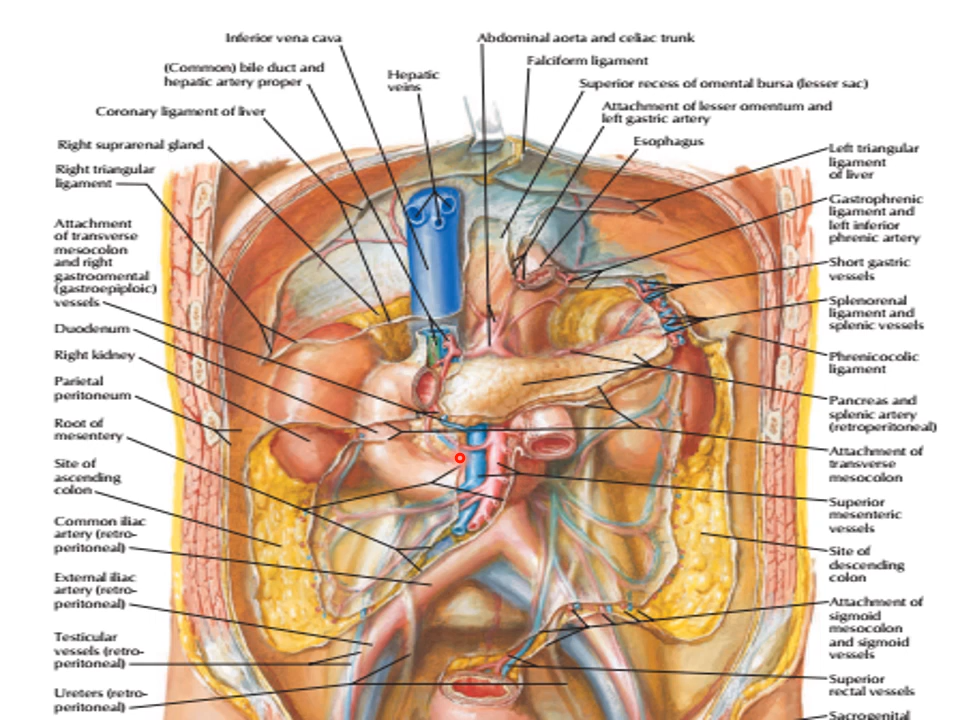 Inferior vena cava
(Common) bile duct and
hepatic artery proper
Coronary ligament of liver
Right suprarenal gland
Right triangular
ligament
Attachment
of transverse
mesocolon
and right
gastroomental
(gastroepiploic)
vessels
Duodenum
Right kidney
Parietal
peritoneum
Root of
mesentery
Site of
ascending
colon
Common iliac
artery (retro-
peritoneal)
External iliac
artery (retro-
peritoneal)
Testicular
vessels (retro-
peritoneal)
Ureters (retro-
peritoneal)
Hepatic
veins
Abdominal aorta and celiac trunk
Falciform ligament
Superior recess of omental bursa (lesser sac)
Attachment of lesser omentum and
left gastric artery
Esophagus
Left triangular
ligament
of liver
Gastrophrenic
ligament and
left inferior
phrenic artery
Short gastric
vessels
Splenorenal
ligament and
splenic vessels
Phrenicocolic
ligament
Pancreas and
splenic artery
(retroperitoneal)
Attachment of
transverse
mesocolon
Superior
mesenteric
vessels
Site of
descending
colon
Attachment of
sigmoid
mesocolon
and sigmoid
vessels
Superior
rectal vessels
Sacrogenital